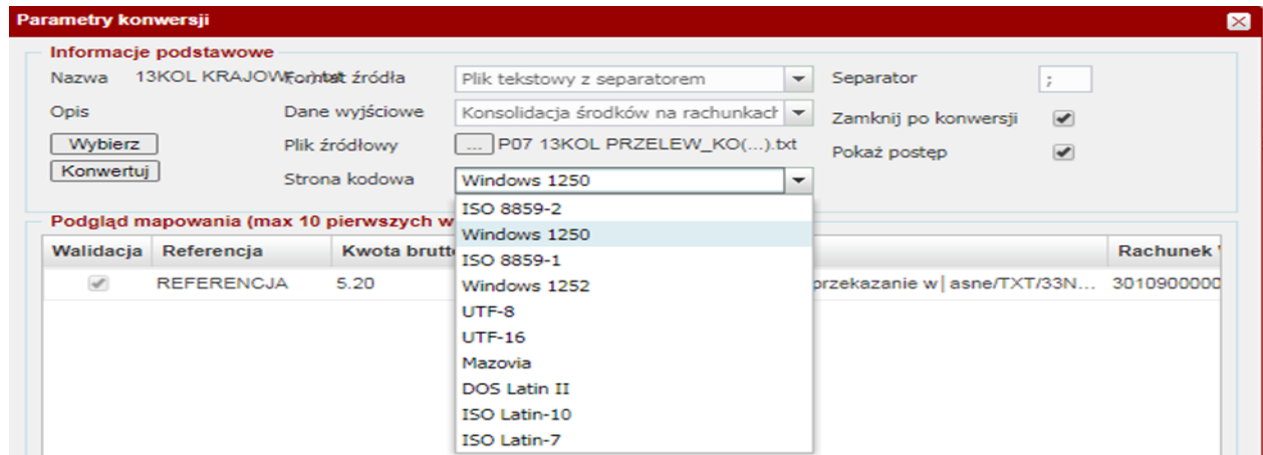 Parametry konwersji
Informacje podstawowe
Nazwa 13KOL KRAJOW(...).txt Format źródła Plik tekstowy z separatorem Separator ;
Opis Dane wyjściowe Konsolidacja środków na rachunkach Zamknij po konwersji
Wybierz Plik źródłowy ... P07 13KOL PRZELEW_KO(...).txt Pokaż postęp
Konwertuj Strona kodowa Windows 1250
ISO 8859-2
Podgląd mapowania (max 10 pierwszych w
Windows 1250
Walidacja Referencja Kwota brutto Rachunek
ISO 8859-1
REFERENCJA 5.20 Windows 1252 przekazanie w|asne/TXT/33N... 3010900000
UTF-8
UTF-16
Mazovia
DOS Latin II
ISO Latin-10
ISO Latin-7